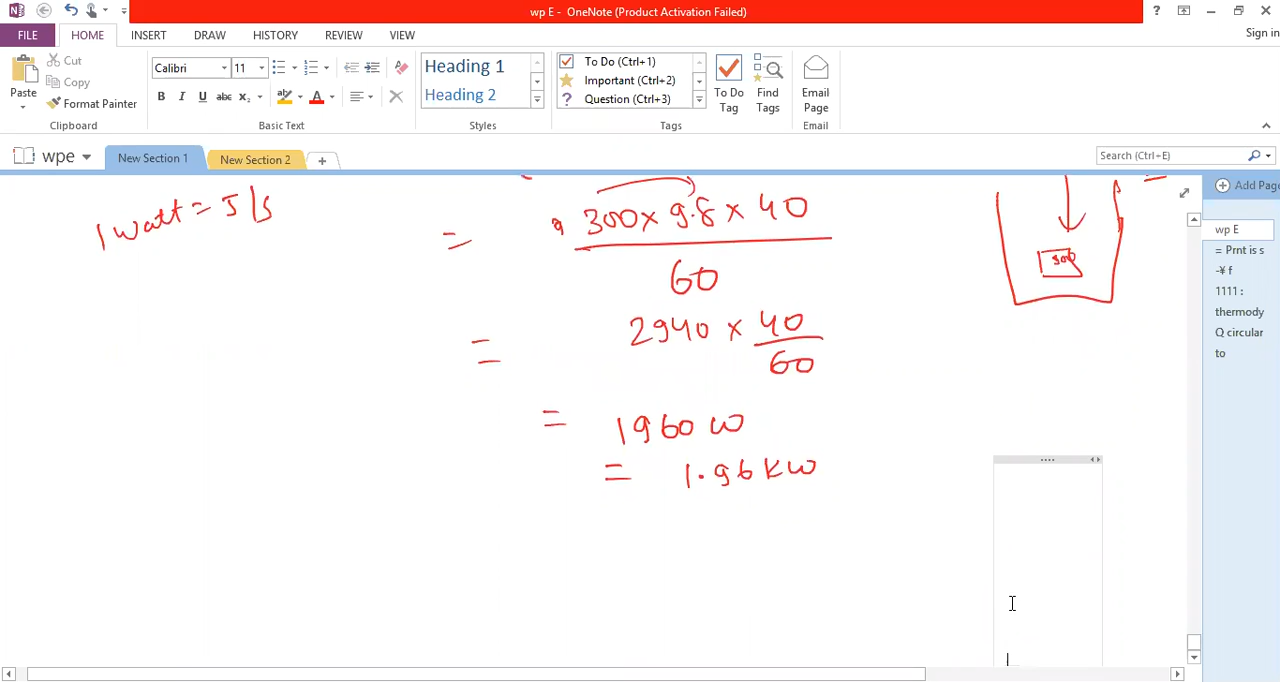 wp E - OneNote (Product Activation Failed)
?
Sign in
FILE HOME INSERT DRAW HISTORY REVIEW VIEW
Paste
Cut
Copy
Format Painter
Clipboard
Calibri 11
B I U abc X₂ A
Basic Text
Heading 1
Heading 2
Styles
To Do (Ctrl+1)
Important (Ctrl+2)
? Question (Ctrl+3)
Tags
To Do Tag
Find Tags
Email Page
Email
wpe
New Section 1
New Section 2
+
Search (Ctrl+E)
Add Page
wp E
= Prnt is s
-¥ f
1111 :
thermody
Q circular
to
1 watt = J/s
= 300 x 9.8 x 40
60
= 2940 x 40
60
= 1960 W
= 1.96 KW
300